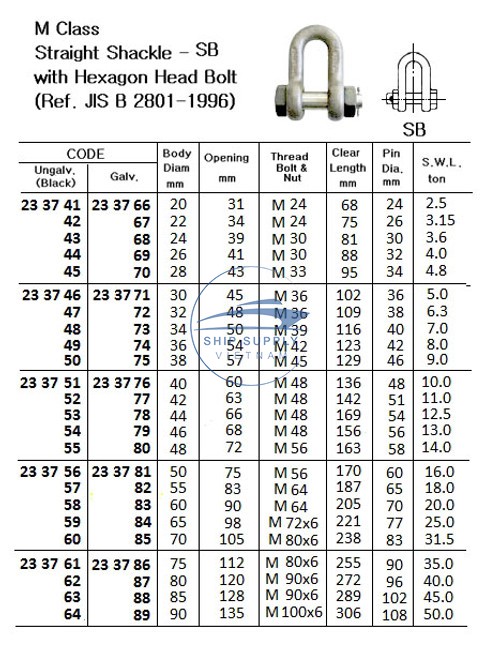 M Class
Straight Shackle - SB
with Hexagon Head Bolt
(Ref. JIS B 2801-1996)
SB
CODE Body Diam mm Opening mm Thread Bolt & Nut Clear Length mm Pin Dia. mm S.W.L. ton
Ungalv. (Black) Galv.
23 37 41 23 37 66 20 31 M 24 68 24 2.5
42 67 22 34 M 24 75 26 3.15
43 68 24 39 M 30 81 30 3.6
44 69 26 41 M 30 88 32 4.0
45 70 28 43 M 33 95 34 4.8
23 37 46 23 37 71 30 45 M 36 102 36 5.0
47 72 32 48 M 36 109 38 6.3
48 73 34 50 M 39 116 40 7.0
49 74 36 54 M 42 123 42 8.0
50 75 38 57 M 45 129 46 9.0
SHIP SUPPLY
VIETNAM
23 37 51 23 37 76 40 60 M 48 136 48 10.0
52 77 42 63 M 48 142 51 11.0
53 78 44 66 M 48 169 54 12.5
54 79 46 68 M 48 156 56 13.0
55 80 48 72 M 56 163 58 14.0
23 37 56 23 37 81 50 75 M 56 170 60 16.0
57 82 55 83 M 64 187 65 18.0
58 83 60 90 M 64 205 70 20.0
59 84 65 98 M 72x6 221 77 25.0
60 85 70 105 M 80x6 238 83 31.5
23 37 61 23 37 86 75 112 M 80x6 255 90 35.0
62 87 80 120 M 90x6 272 96 40.0
63 88 85 128 M 90x6 289 102 45.0
64 89 90 135 M 100x6 306 108 50.0